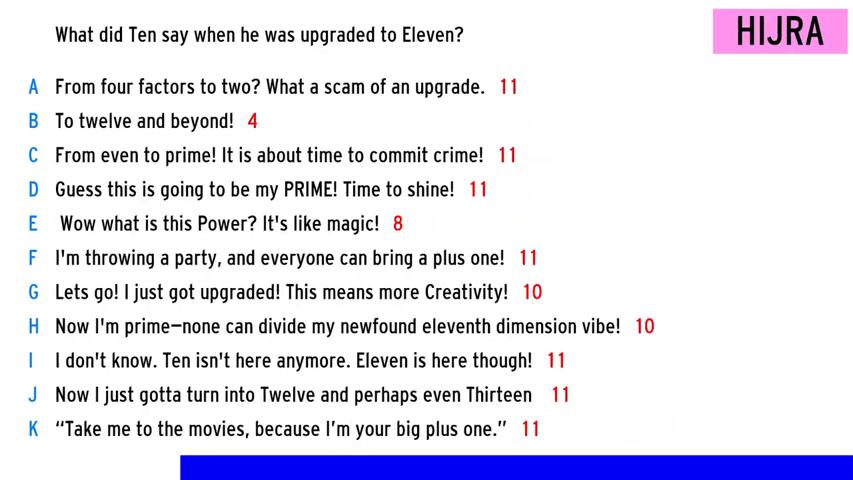 What did Ten say when he was upgraded to Eleven?
HIJRA
A From four factors to two? What a scam of an upgrade. 11
B To twelve and beyond! 4
C From even to prime! It is about time to commit crime! 11
D Guess this is going to be my PRIME! Time to shine! 11
E Wow what is this Power? It's like magic! 8
F I'm throwing a party, and everyone can bring a plus one! 11
G Lets go! I just got upgraded! This means more Creativity! 10
H Now I'm prime—none can divide my newfound eleventh dimension vibe! 10
I I don't know. Ten isn't here anymore. Eleven is here though! 11
J Now I just gotta turn into Twelve and perhaps even Thirteen 11
K “Take me to the movies, because I’m your big plus one.” 11